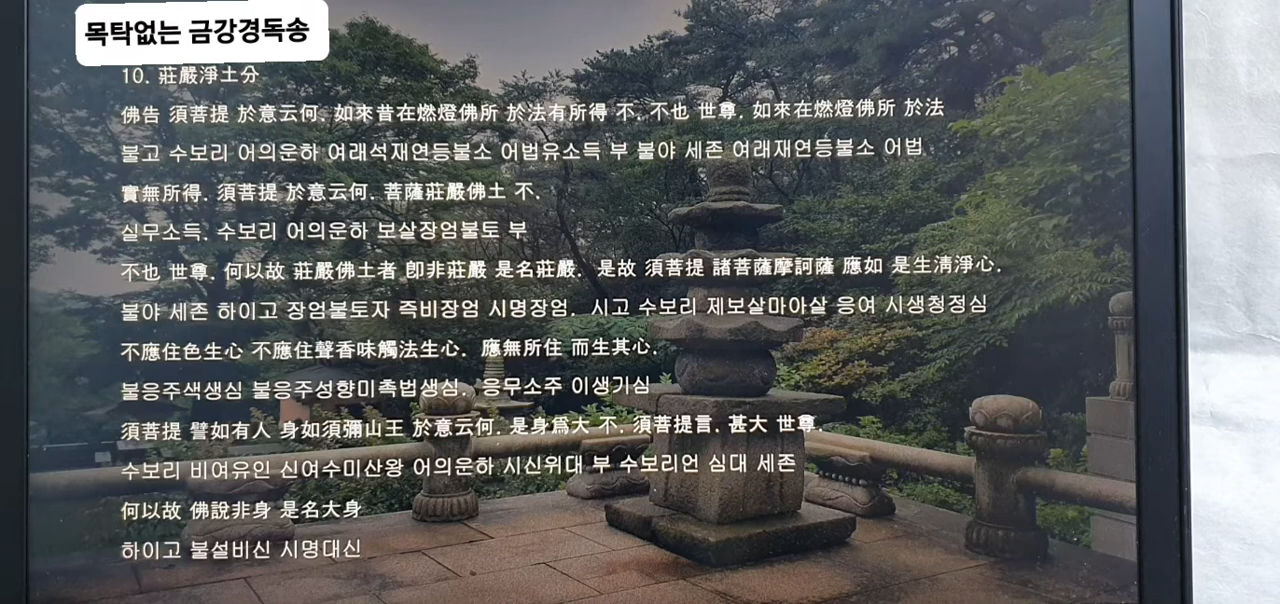 목탁없는 금강경독송
10. 莊嚴淨土分
佛告 須菩提 於意云何. 如來昔在燃燈佛所 於法有所得 不. 不也 世尊. 如來在燃燈佛所 於法
불고 수보리 어의운하 여래석재연등불소 어법유소득 부 불야 세존 여래재연등불소 어법
實無所得. 須菩提 於意云何. 菩薩莊嚴佛土 不.
실무소득. 수보리 어의운하 보살장엄불토 부
不也 世尊. 何以故 莊嚴佛土者 卽非莊嚴 是名莊嚴. 是故 須菩提 諸菩薩摩訶薩 應如 是生淸淨心.
불야 세존 하이고 장엄불토자 즉비장엄 시명장엄. 시고 수보리 제보살마아살 응여 시생청정심
不應住色生心 不應住聲香味觸法生心. 應無所住 而生其心.
불응주색생심 불응주성향미촉법생심. 응무소주 이생기심
須菩提 譬如有人 身如須彌山王 於意云何. 是身爲大 不. 須菩提言. 甚大 世尊.
수보리 비여유인 신여수미산왕 어의운하 시신위대 부 수보리언 심대 세존
何以故 佛說非身 是名大身
하이고 불설비신 시명대신